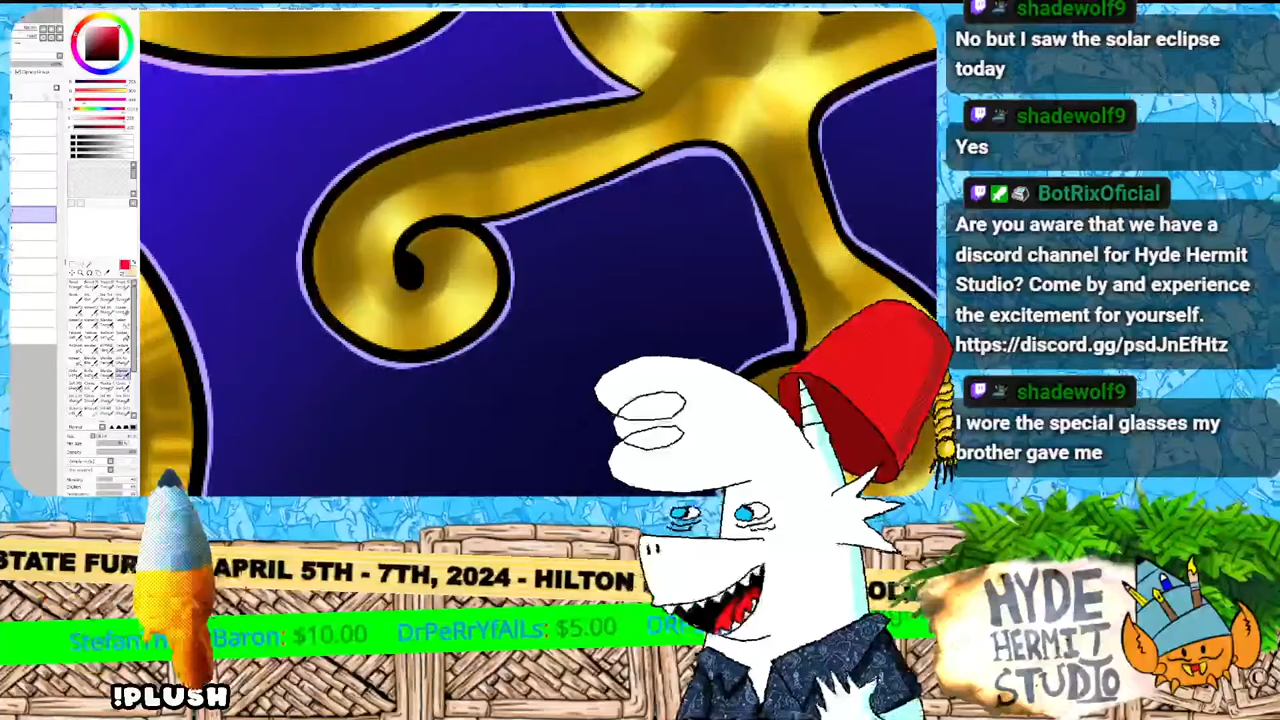 shadewolf9
No but I saw the solar eclipse
today
shadewolf9
Yes
BotRixOficial
Are you aware that we have a
discord channel for Hyde Hermit
Studio? Come by and experience
the excitement for yourself.
https://discord.gg/psdJnEfHtz
shadewolf9
I wore the special glasses my
brother gave me
STATE FUR APRIL 5TH - 7TH, 2024 - HILTON
Baron: $10.00 DrPeRrYfAlLs: $5.00
!PLUSH
HYDE
HERMIT
STUDIO